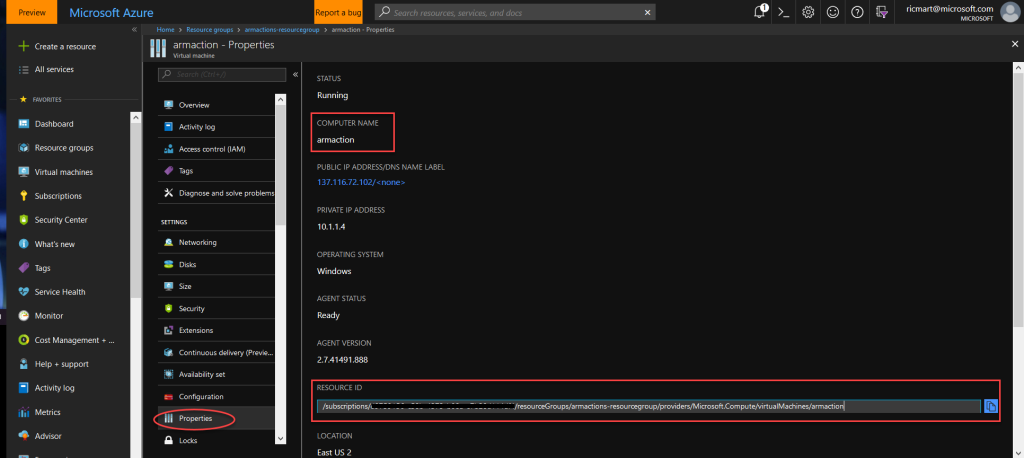 Preview
Microsoft Azure
Report a bug
Search resources, services, and docs
1
ricmart@microsoft.com
MICROSOFT
Home > Resource groups > armactions-resourcegroup > armaction - Properties
armaction - Properties
Virtual machine
Create a resource
All services
FAVORITES
Dashboard
Resource groups
Virtual machines
Subscriptions
Security Center
What's new
Tags
Service Health
Monitor
Cost Management + ...
Help + support
Activity log
Metrics
Advisor
Search (Ctrl+/)
Overview
Activity log
Access control (IAM)
Tags
Diagnose and solve problems
SETTINGS
Networking
Disks
Size
Security
Extensions
Continuous delivery (Previe...
Availability set
Configuration
Properties
Locks
STATUS
Running
COMPUTER NAME
armaction
PUBLIC IP ADDRESS/DNS NAME LABEL
137.116.72.102/<none>
PRIVATE IP ADDRESS
10.1.1.4
OPERATING SYSTEM
Windows
AGENT STATUS
Ready
AGENT VERSION
2.7.41491.888
RESOURCE ID
/subscriptions/ /resourceGroups/armactions-resourcegroup/providers/Microsoft.Compute/virtualMachines/armaction
LOCATION
East US 2